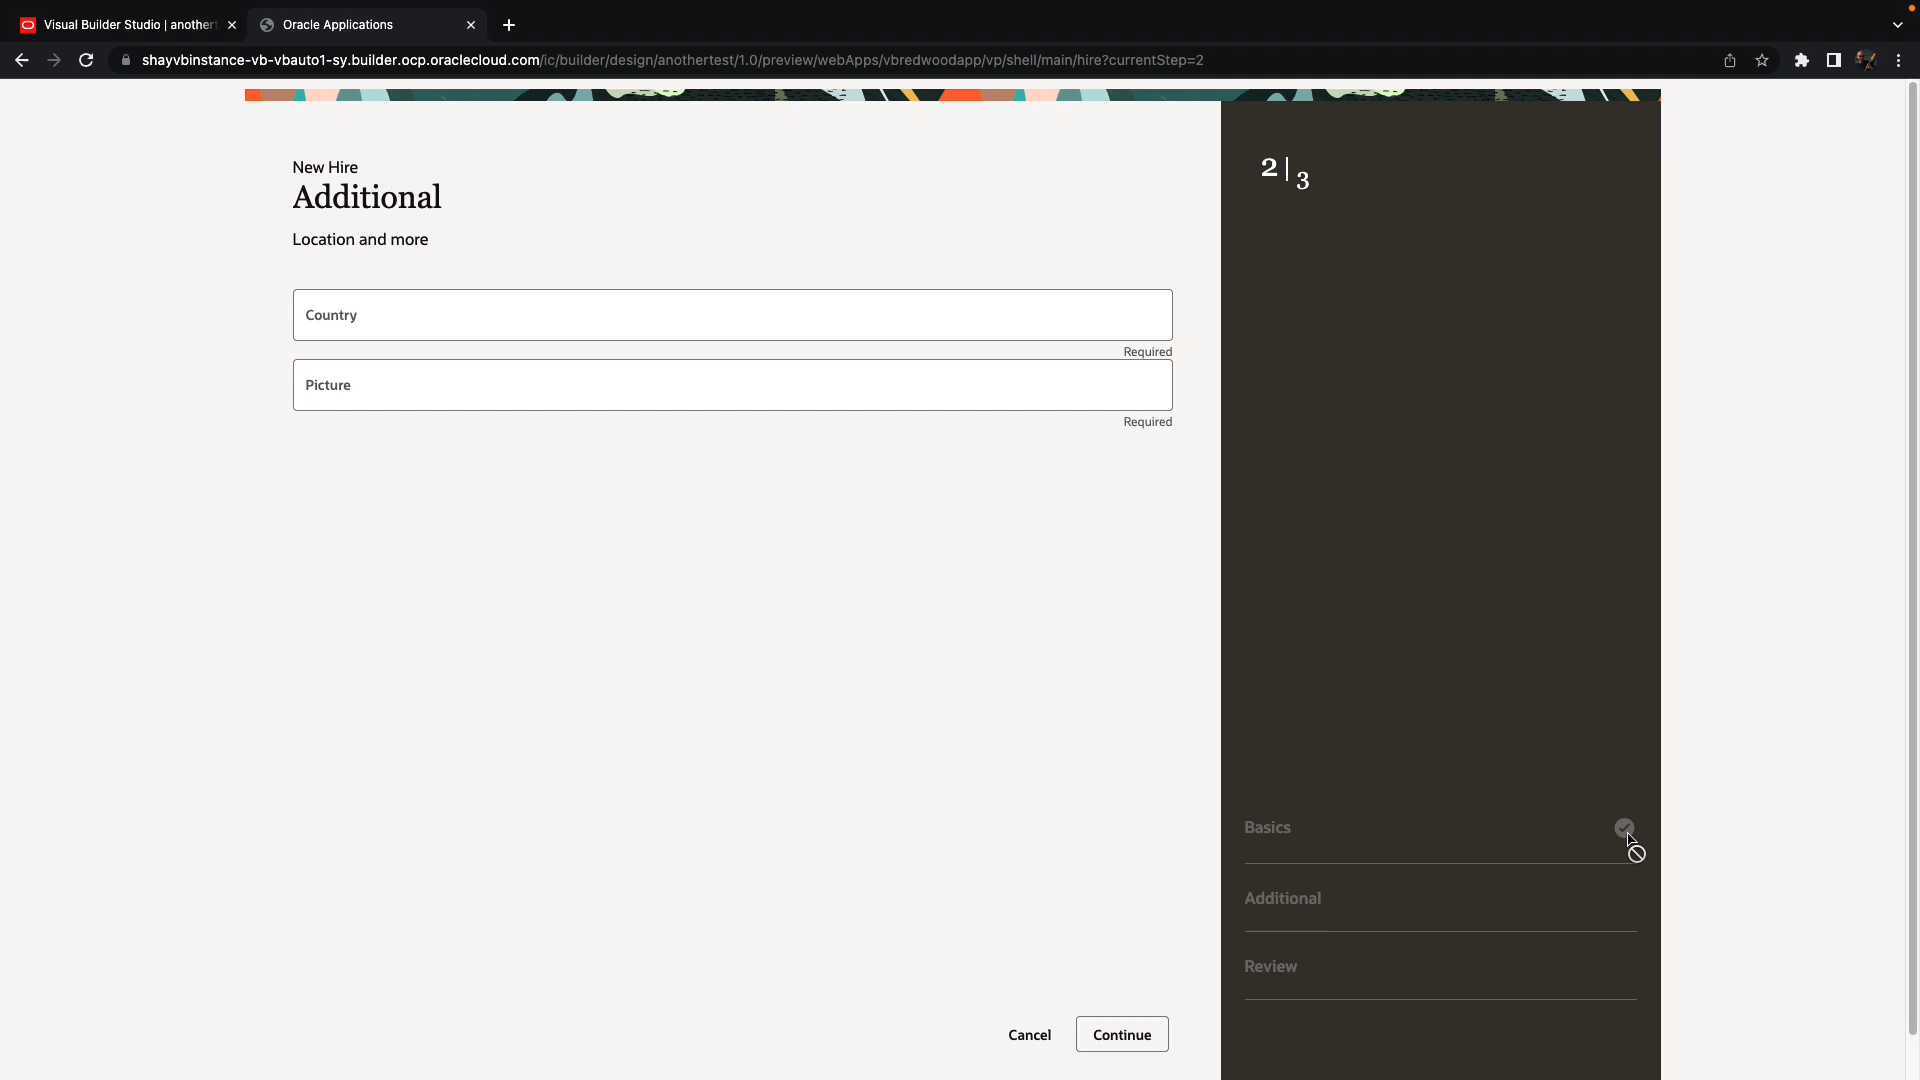 Visual Builder Studio | anothert
Oracle Applications
shayvbinstance-vb-vbauto1-sy.builder.ocp.oraclecloud.com/ic/builder/design/anothertest/1.0/preview/webApps/vbredwoodapp/vp/shell/main/hire?currentStep=2
New Hire
Additional
Location and more
Country
Required
Picture
Required
Cancel
Continue
2 | 3
Basics
Additional
Review